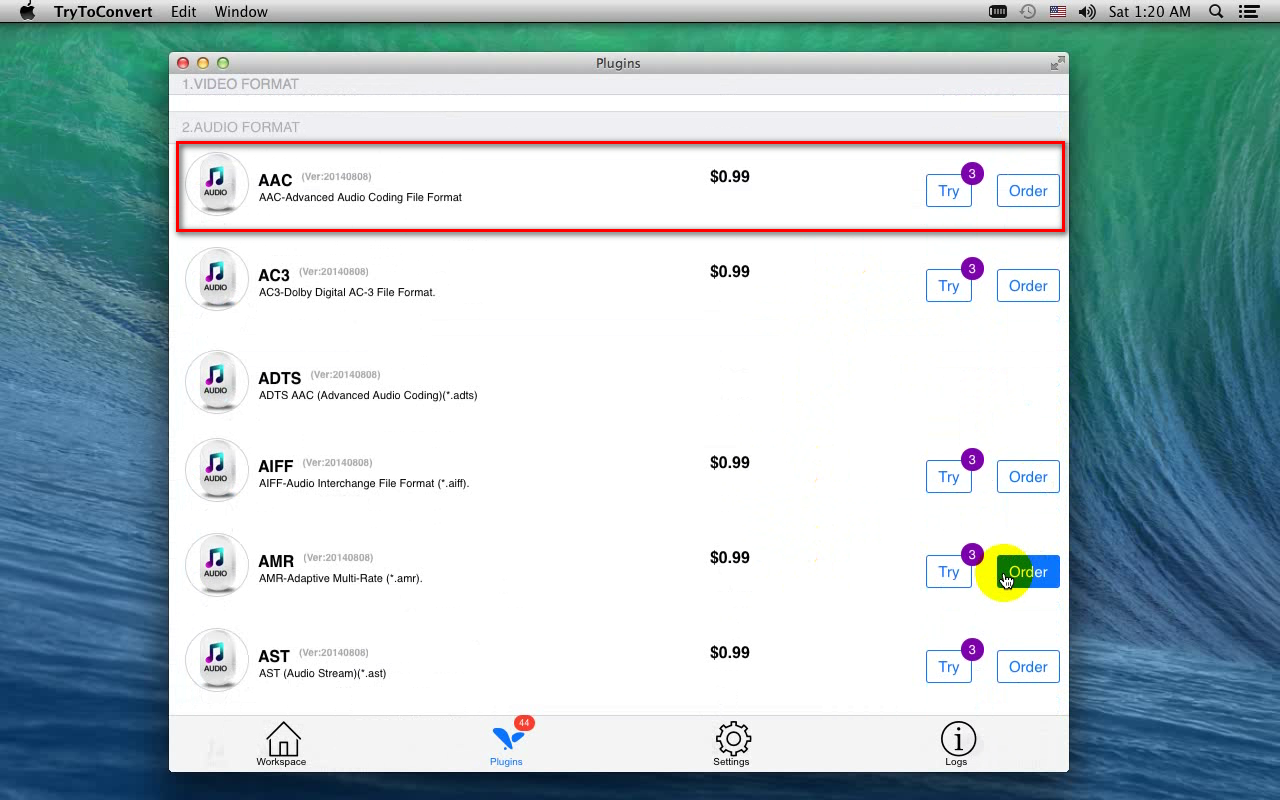 TryToConvert Edit Window Sat 1:20 AM
Plugins
1.VIDEO FORMAT
2.AUDIO FORMAT
AUDIO AAC (Ver:20140808) $0.99 Try 3 Order
AAC-Advanced Audio Coding File Format
AUDIO AC3 (Ver:20140808) $0.99 Try 3 Order
AC3-Dolby Digital AC-3 File Format.
AUDIO ADTS (Ver:20140808)
ADTS AAC (Advanced Audio Coding)(*.adts)
AUDIO AIFF (Ver:20140808) $0.99 Try 3 Order
AIFF-Audio Interchange File Format (*.aiff).
AUDIO AMR (Ver:20140808) $0.99 Try 3 Order
AMR-Adaptive Multi-Rate (*.amr).
AUDIO AST (Ver:20140808) $0.99 Try 3 Order
AST (Audio Stream)(*.ast)
44
Workspace Plugins Settings Logs